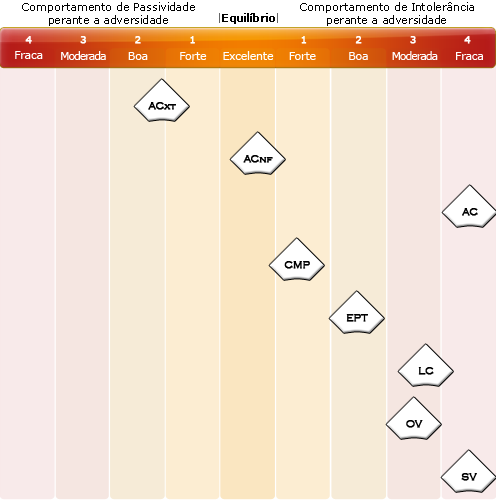 Comportamento de Passividade
perante a adversidade
|Equilíbrio|
Comportamento de Intolerância
perante a adversidade
4 3 2 1 1 2 3 4
Fraca Moderada Boa Forte Excelente Forte Boa Moderada Fraca
ACXT
ACNF
AC
CMP
EPT
LC
OV
SV